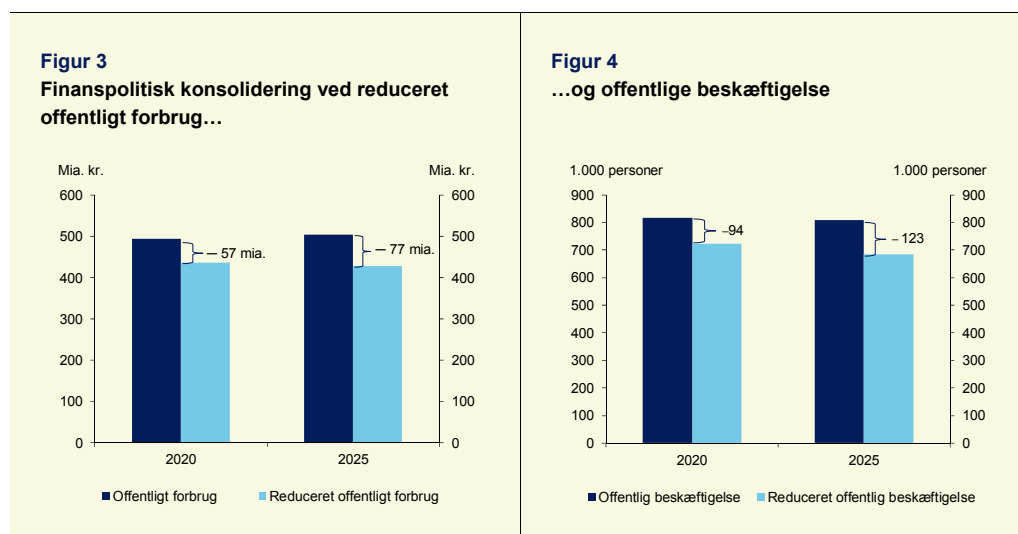 Figur 3
Finanspolitisk konsolidering ved reduceret
offentligt forbrug…
Mia. kr. Mia. kr.
600 600
500 500
400 400
300 300
200 200
100 100
0 0
– 57 mia.
– 77 mia.
2020 2025
Offentligt forbrug Reduceret offentligt forbrug
Figur 4
…og offentlige beskæftigelse
1.000 personer 1.000 personer
900 900
800 800
700 700
600 600
500 500
400 400
300 300
200 200
100 100
0 0
–94
–123
2020 2025
Offentlig beskæftigelse Reduceret offentlig beskæftigelse